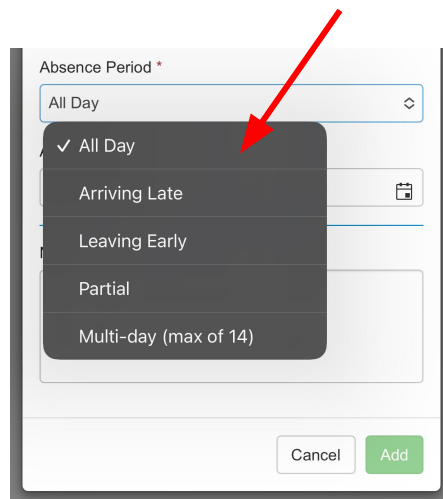 Absence Period *
All Day
✓ All Day
Arriving Late
Leaving Early
Partial
Multi-day (max of 14)
Cancel
Add